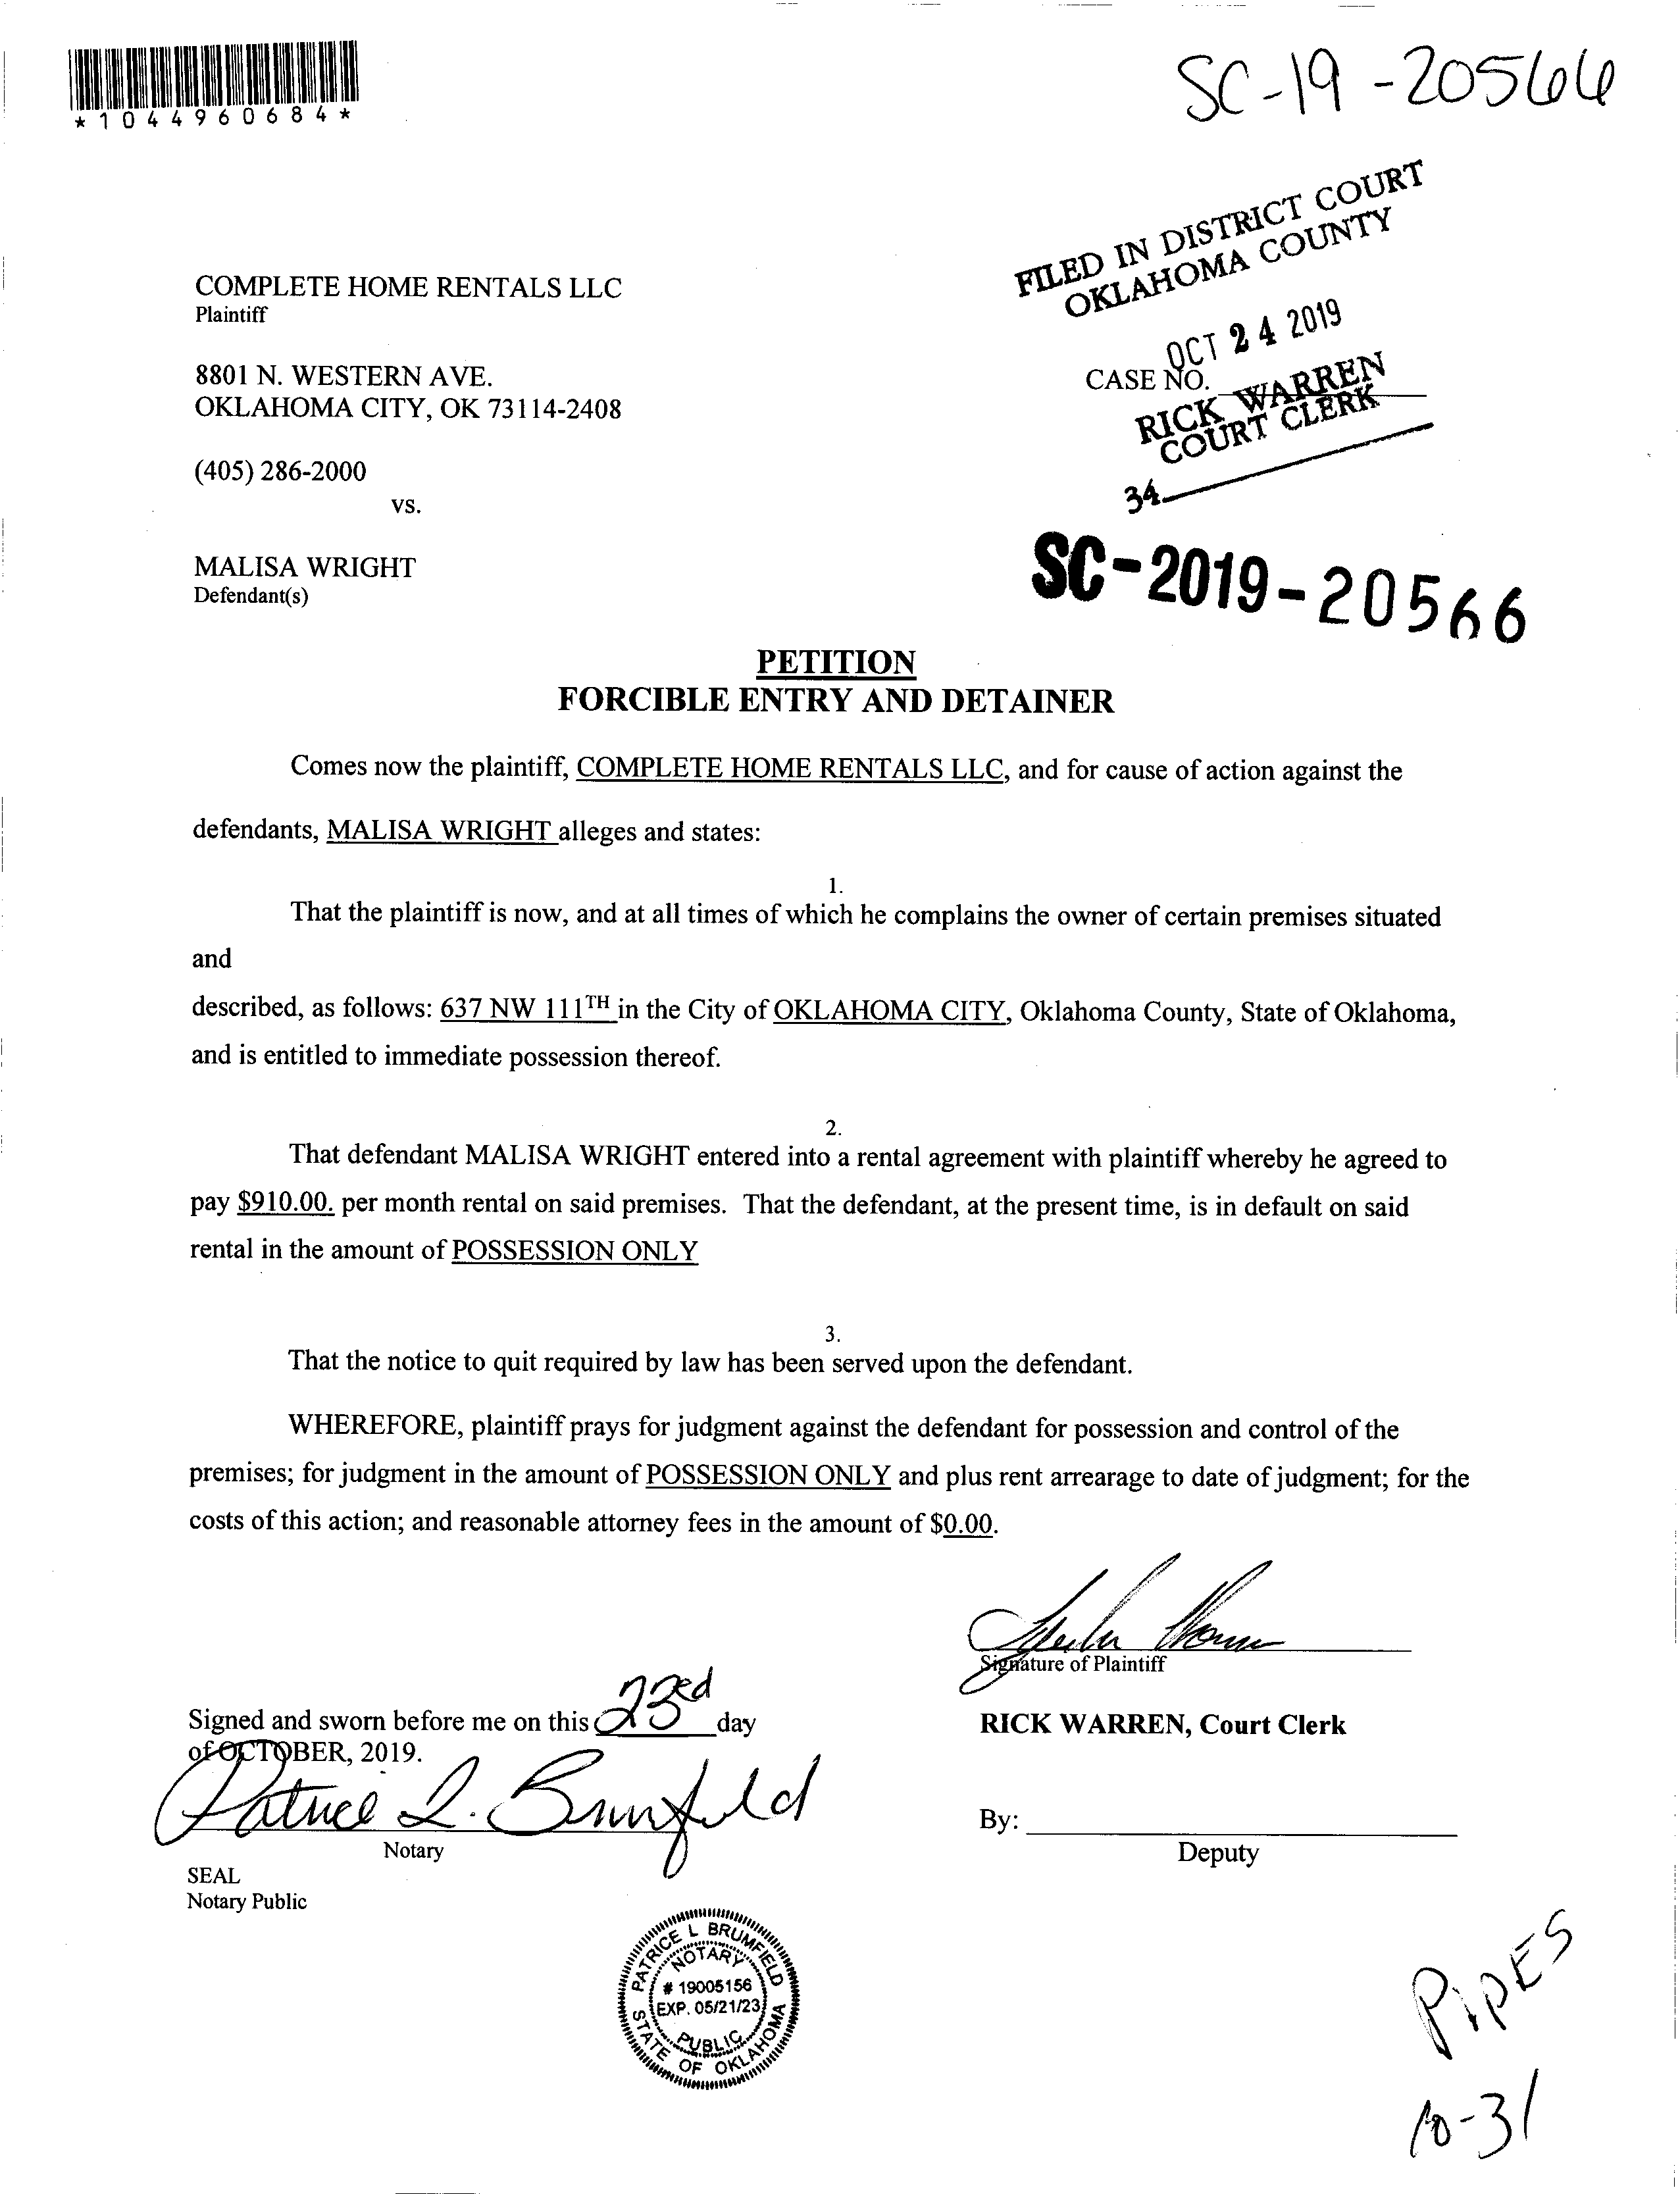 *1044960684*
SC-19-20566
FILED IN DISTRICT COURT
OKLAHOMA COUNTY
OCT 24 2019
RICK WARREN
COURT CLERK
34
COMPLETE HOME RENTALS LLC
Plaintiff
8801 N. WESTERN AVE.
OKLAHOMA CITY, OK 73114-2408
CASE NO.
(405) 286-2000
vs.
MALISA WRIGHT
Defendant(s)
SC-2019-20566
PETITION
FORCIBLE ENTRY AND DETAINER
Comes now the plaintiff, COMPLETE HOME RENTALS LLC, and for cause of action against the
defendants, MALISA WRIGHT alleges and states:
1.
That the plaintiff is now, and at all times of which he complains the owner of certain premises situated
and
described, as follows: 637 NW 111TH in the City of OKLAHOMA CITY, Oklahoma County, State of Oklahoma,
and is entitled to immediate possession thereof.
2.
That defendant MALISA WRIGHT entered into a rental agreement with plaintiff whereby he agreed to
pay $910.00. per month rental on said premises. That the defendant, at the present time, is in default on said
rental in the amount of POSSESSION ONLY
3.
That the notice to quit required by law has been served upon the defendant.
WHEREFORE, plaintiff prays for judgment against the defendant for possession and control of the
premises; for judgment in the amount of POSSESSION ONLY and plus rent arrearage to date of judgment; for the
costs of this action; and reasonable attorney fees in the amount of $0.00.
Signature of Plaintiff
Signed and sworn before me on this 23rd day
of OCTOBER, 2019.
RICK WARREN, Court Clerk
Patrice L. Brumfield
Notary
By:
Deputy
SEAL
Notary Public
PATRICE L BRUMFIELD
NOTARY
# 19005156
EXP. 05/21/23
PUBLIC
STATE OF OKLAHOMA
PIPES
10-31